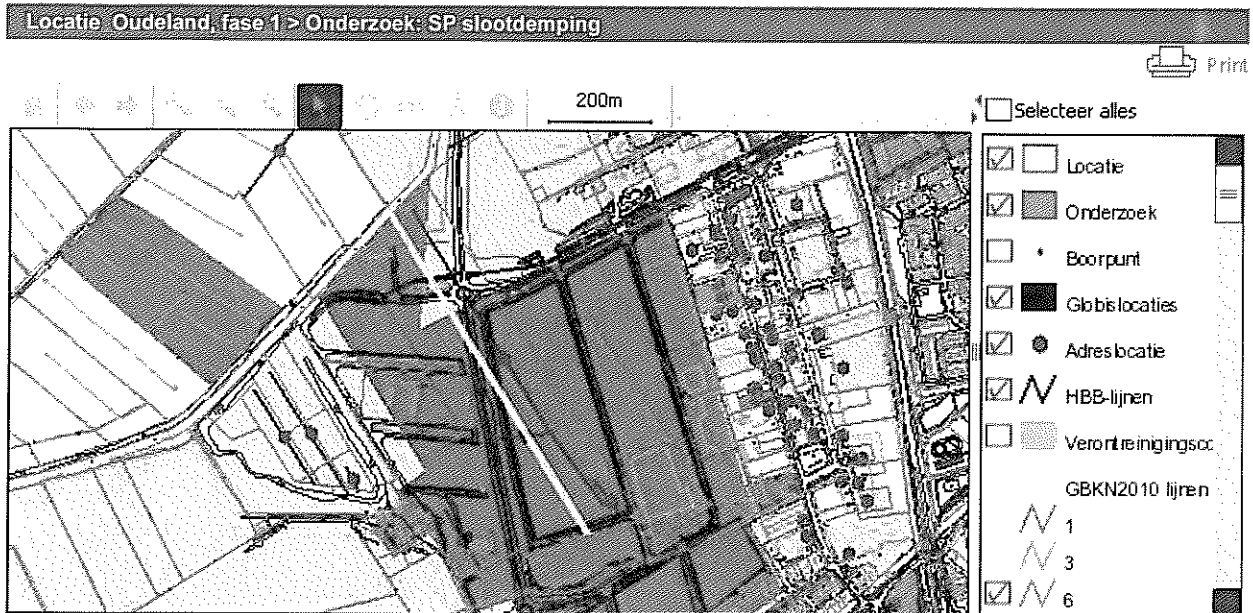 Locatie Oudeland, fase 1 > Onderzoek: SP slootdemping
Print
200m
Selecteer alles
Locatie
Onderzoek
Boorpunt
Globislocaties
Adreslocatie
HBB-lijnen
Verontreinigingscc
GBKN2010 lijnen
1
3
6